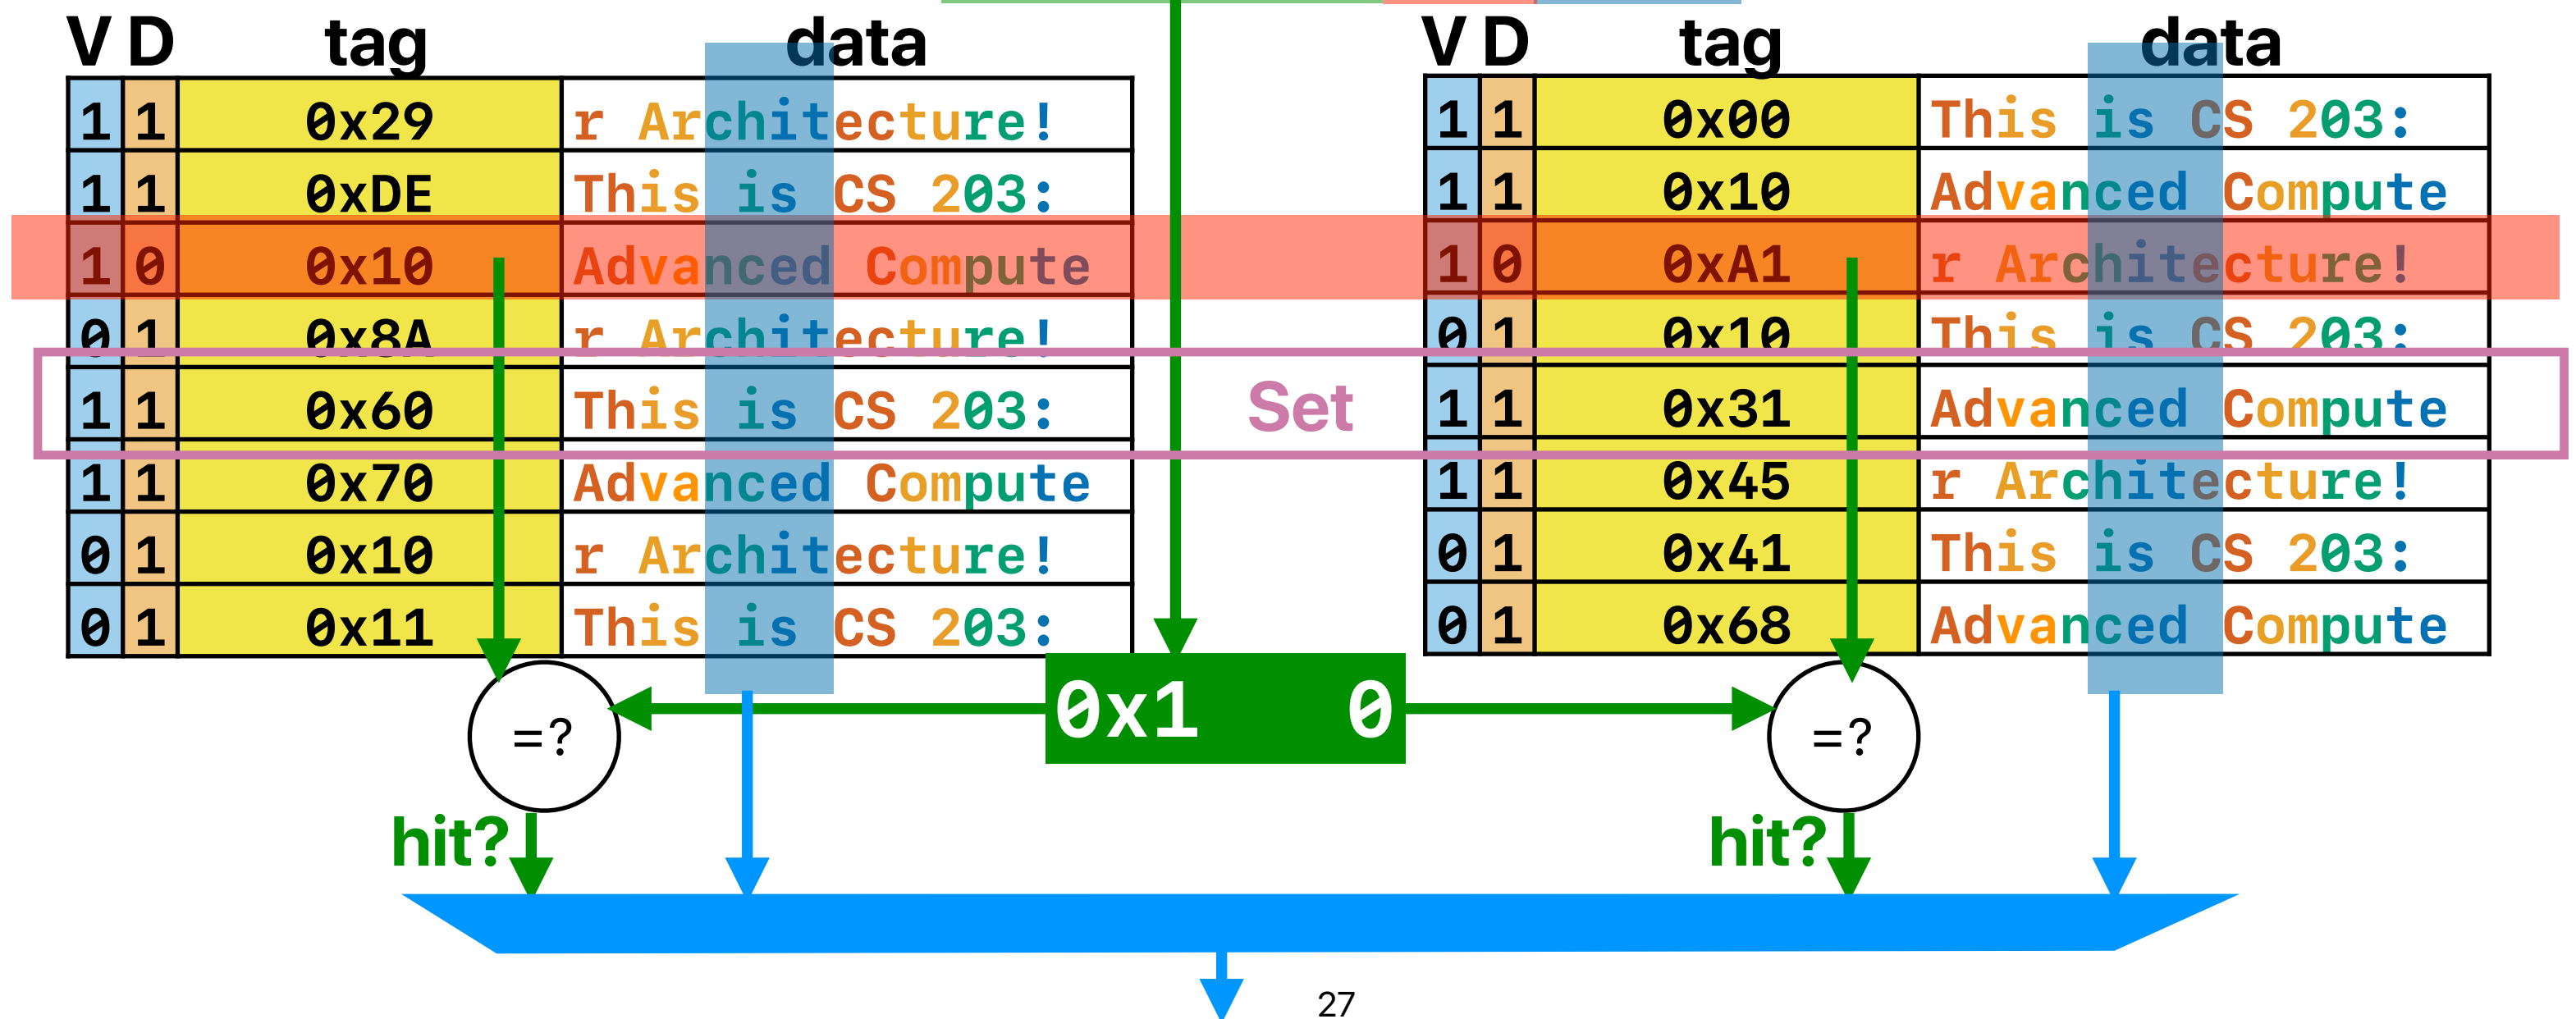 V D tag data V D tag data
1 1 0x29 r Architecture! 1 1 0x00 This is CS 203:
1 1 0xDE This is CS 203: 1 1 0x10 Advanced Compute
1 0 0x10 Advanced Compute 1 0 0xA1 r Architecture!
0 1 0x8A r Architecture! 0 1 0x10 This is CS 203:
1 1 0x60 This is CS 203: Set 1 1 0x31 Advanced Compute
1 1 0x70 Advanced Compute 1 1 0x45 r Architecture!
0 1 0x10 r Architecture! 0 1 0x41 This is CS 203:
0 1 0x11 This is CS 203: 0 1 0x68 Advanced Compute
=? 0x1 0 =?
hit? hit?
27